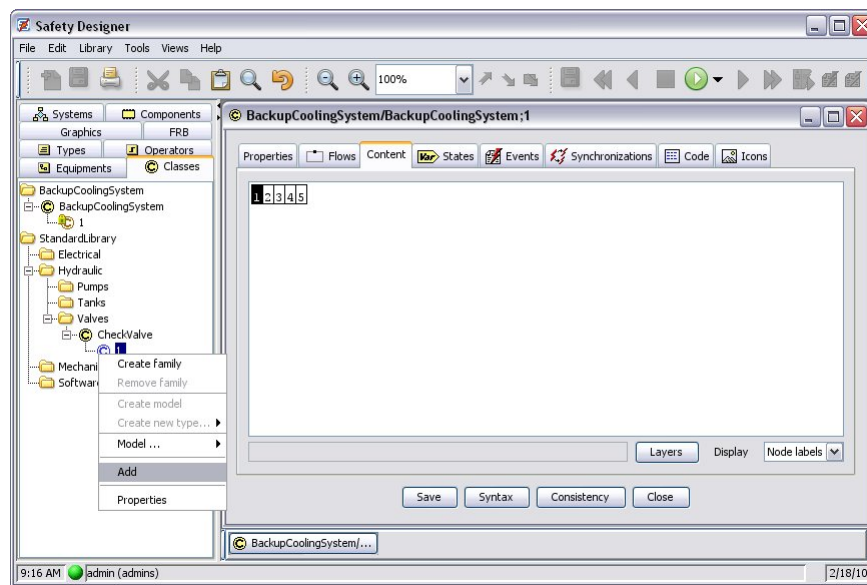 Safety Designer
File Edit Library Tools Views Help
100%
Systems Components
Graphics FRB
Types Operators
Equipments Classes
BackupCoolingSystem
BackupCoolingSystem
1
StandardLibrary
Electrical
Hydraulic
Pumps
Tanks
Valves
CheckValve
1
Mechani
Softwar
Create family
Remove family
Create model
Create new type...
Model ...
Add
Properties
BackupCoolingSystem/BackupCoolingSystem;1
Properties Flows Content Var States Events Synchronizations Code Icons
1 2 3 4 5
Layers Display Node labels
Save Syntax Consistency Close
BackupCoolingSystem/...
9:16 AM admin (admins) 2/18/10